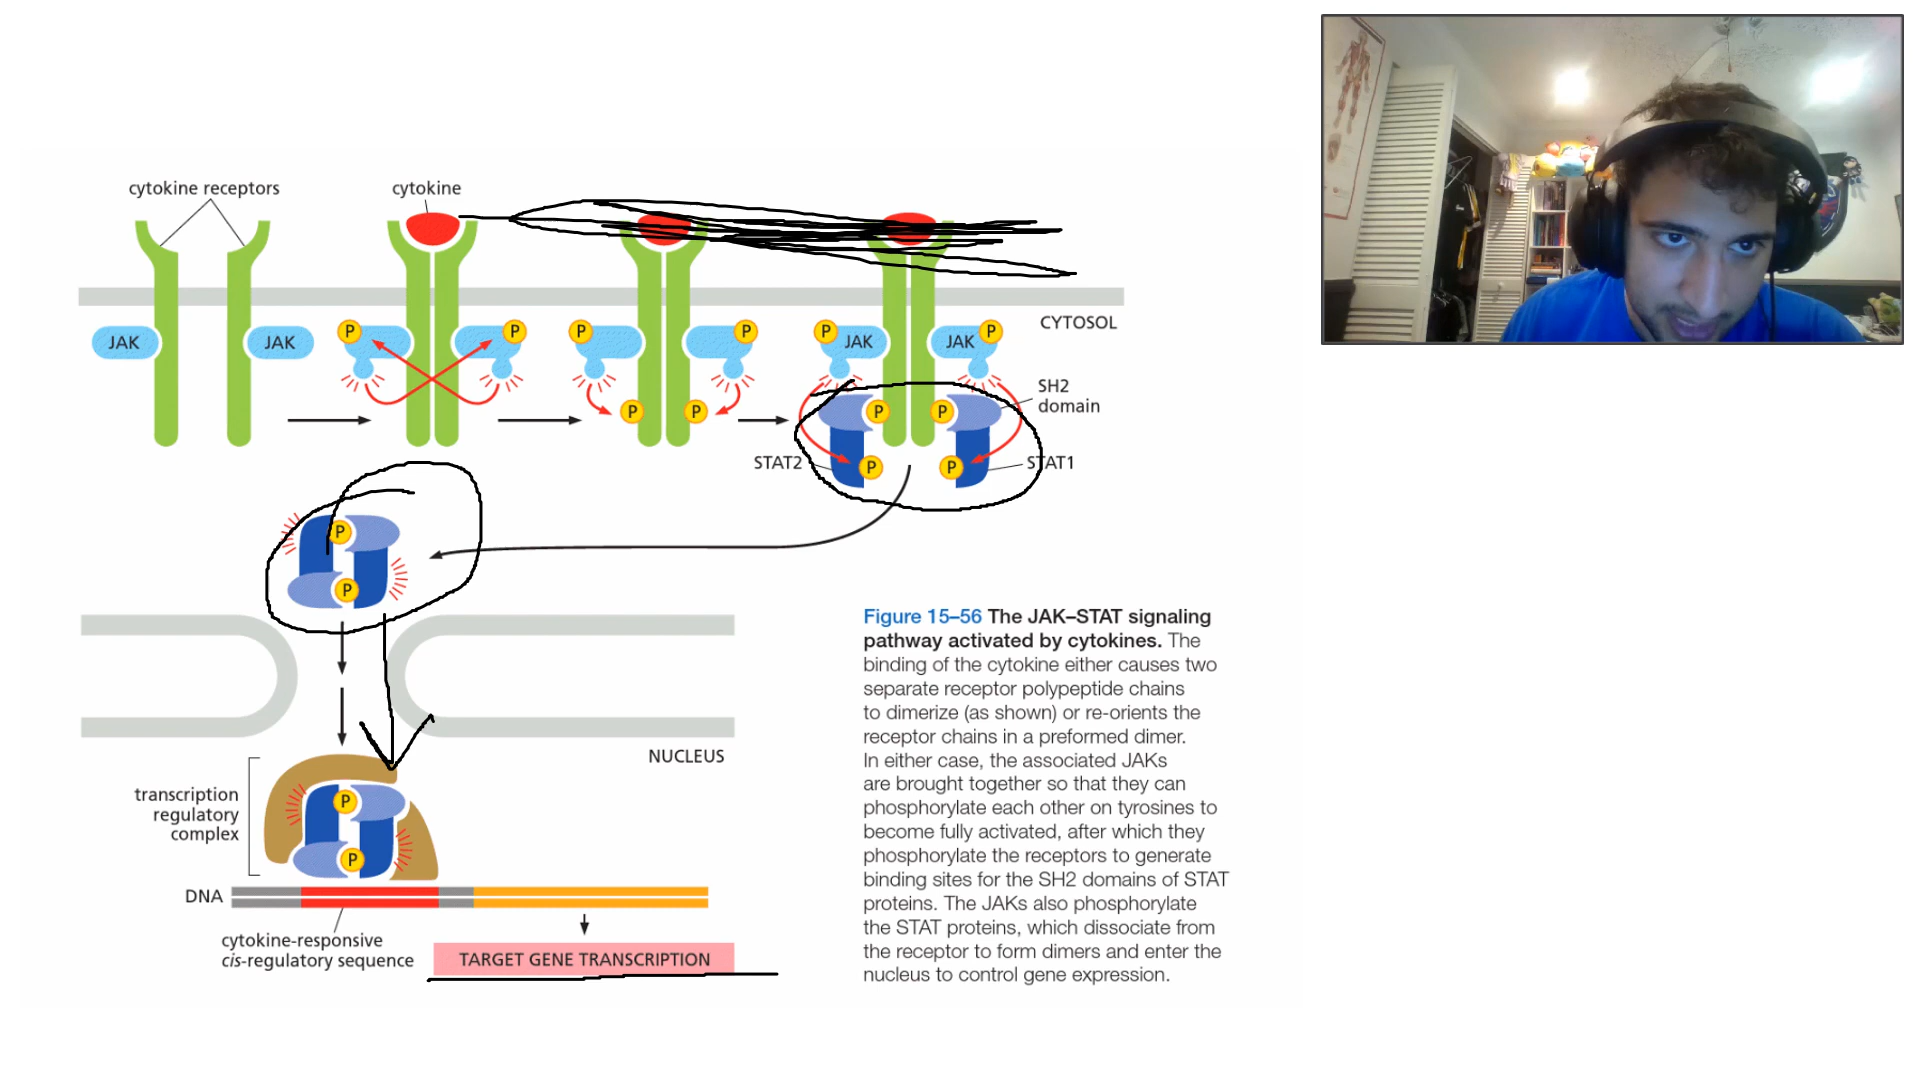 cytokine receptors
cytokine
CYTOSOL
JAK
JAK
P
P
P
P
P
JAK
JAK
P
P
P
P
P
SH2
domain
STAT2
P
P
STAT1
P
P
NUCLEUS
transcription
regulatory
complex
P
P
DNA
cytokine-responsive
cis-regulatory sequence
TARGET GENE TRANSCRIPTION
Figure 15–56 The JAK–STAT signaling
pathway activated by cytokines. The
binding of the cytokine either causes two
separate receptor polypeptide chains
to dimerize (as shown) or re-orients the
receptor chains in a preformed dimer.
In either case, the associated JAKs
are brought together so that they can
phosphorylate each other on tyrosines to
become fully activated, after which they
phosphorylate the receptors to generate
binding sites for the SH2 domains of STAT
proteins. The JAKs also phosphorylate
the STAT proteins, which dissociate from
the receptor to form dimers and enter the
nucleus to control gene expression.